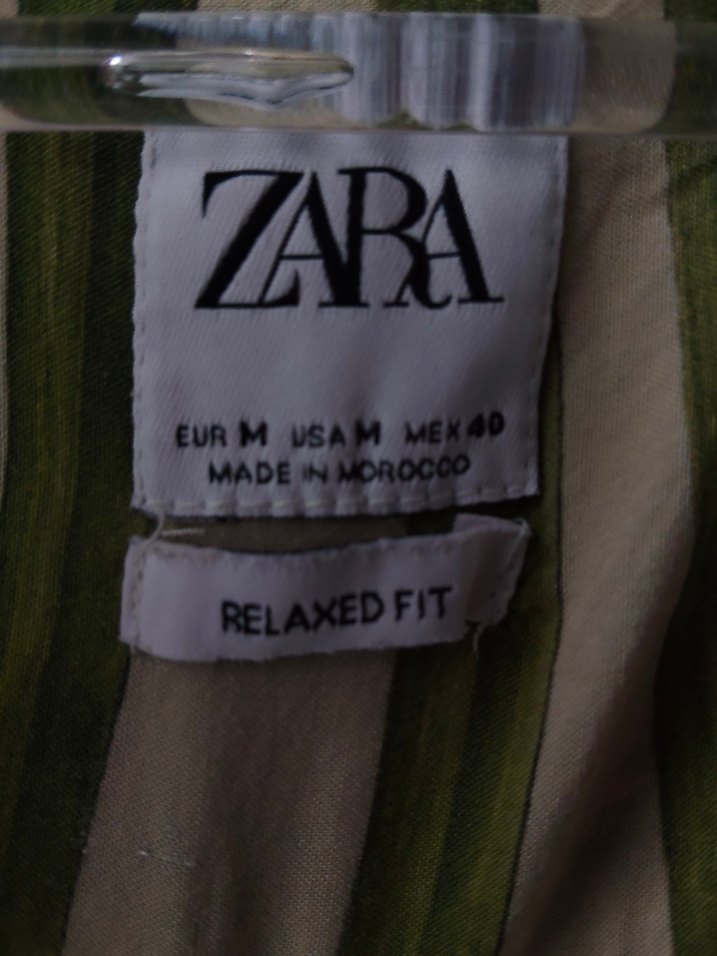 ZARA
EUR M USA M MEX 40
MADE IN MOROCCO
RELAXED FIT